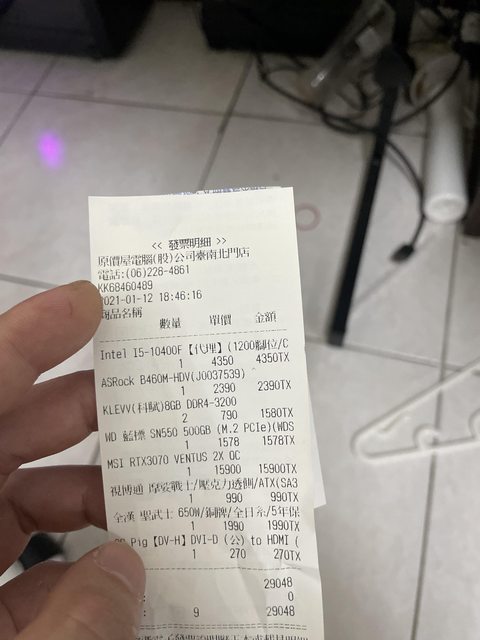 << 發票明細 >>
原價屋電腦(股)公司臺南北門店
電話:(06)228-4861
KK68460489
2021-01-12 18:46:16
商品名稱
數量 單價 金額
Intel I5-10400F【代理】(1200腳位/C
1 4350 4350TX
ASRock B460M-HDV(J0037539)
1 2390 2390TX
KLEVV(科賦)8GB DDR4-3200
2 790 1580TX
WD 藍標 SN550 500GB (M.2 PCIe)(WDS
1 1578 1578TX
MSI RTX3070 VENTUS 2X OC
1 15900 15900TX
視博通 摩娑戰士/壓克力透側/ATX(SA3
1 990 990TX
全漢 聖武士 650W/銅牌/全日系/5年保
1 1990 1990TX
Pig【DV-H】DVI-D (公) to HDMI (
1 270 270TX
29048
0
: 9 29048